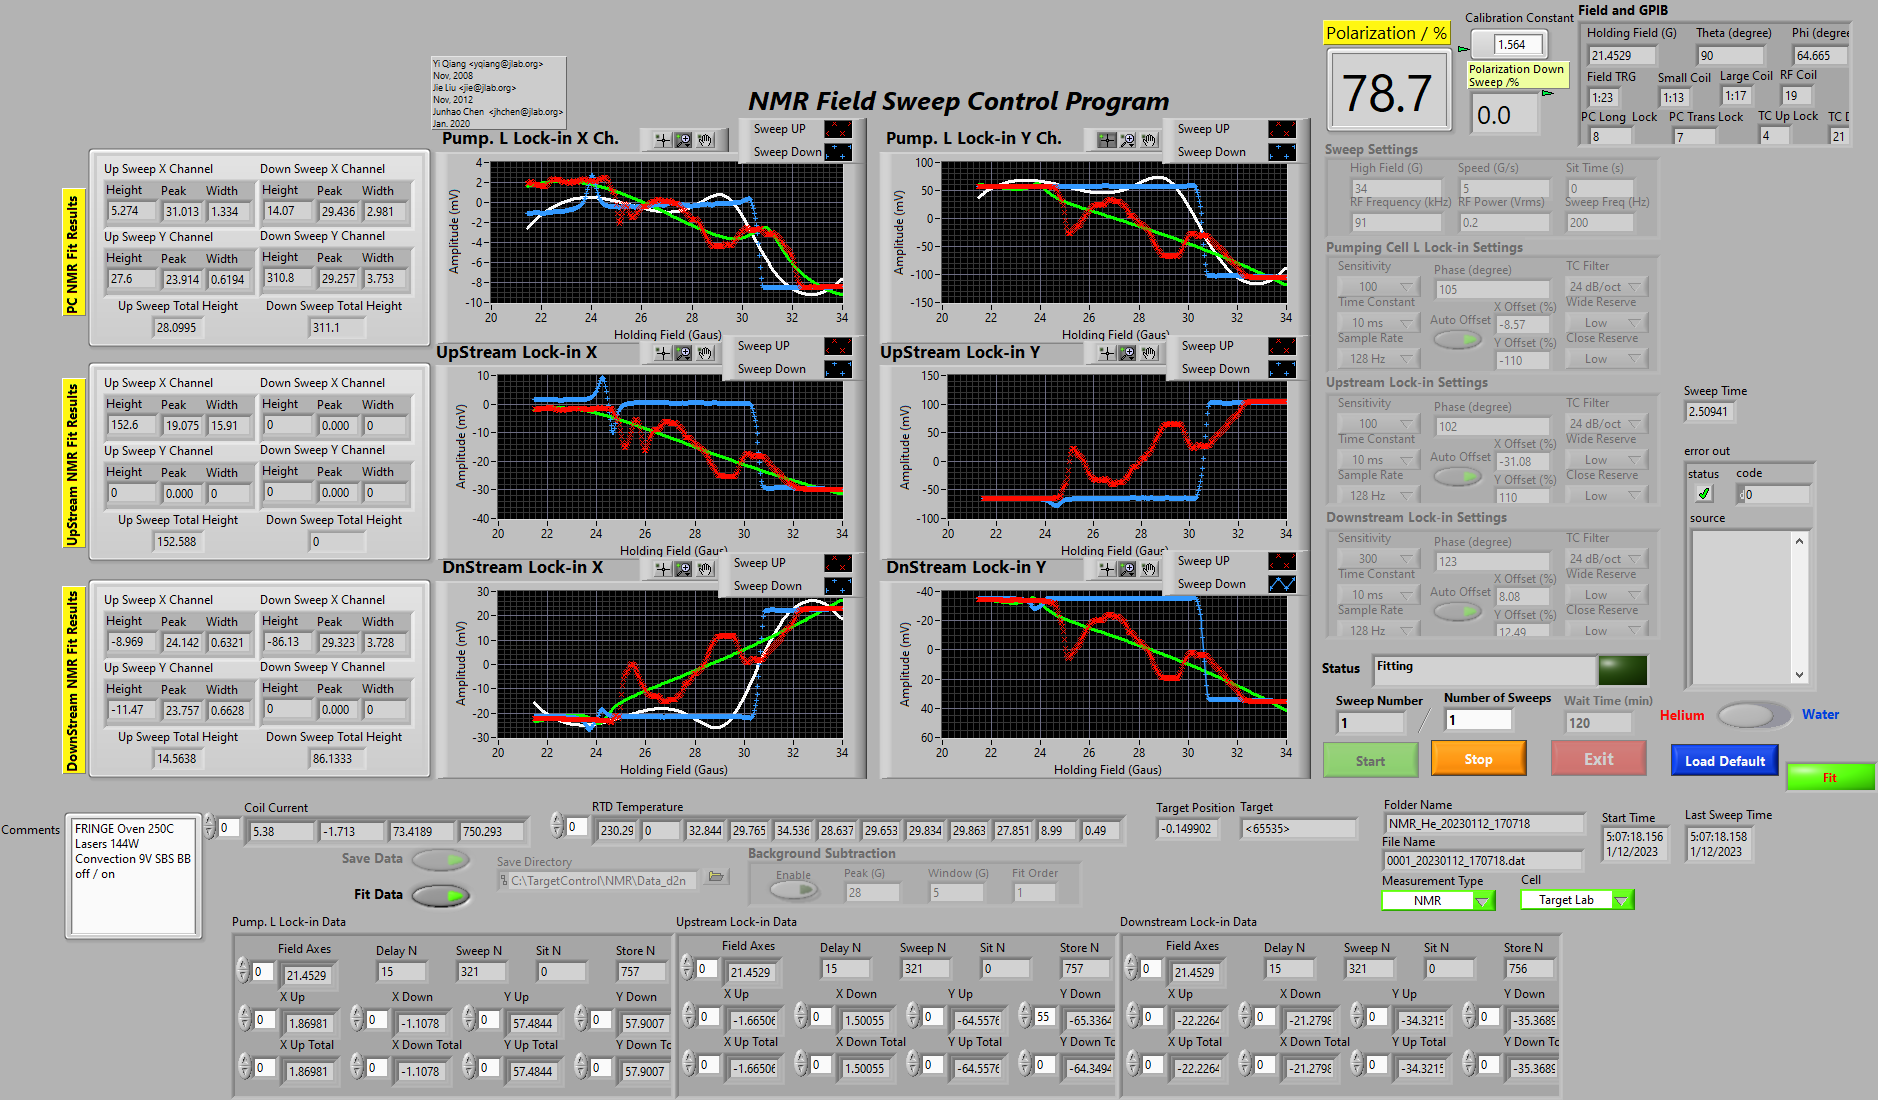 Yi Qiang <yqiang@jlab.org>
Nov, 2008
Jie Liu <jie@jlab.org>
Nov, 2012
Junhao Chen <jhchen@jlab.org>
Jan. 2020
NMR Field Sweep Control Program
Polarization / %
78.7
Calibration Constant
1.564
Polarization Down
Sweep /%
0.0
Field and GPIB
Holding Field (G) Theta (degree) Phi (degree
21.4529 90 64.665
Field TRG Small Coil Large Coil RF Coil
1:23 1:13 1:17 19
PC Long Lock PC Trans Lock TC Up Lock TC D
8 7 4 21
PC NMR Fit Results
Up Sweep X Channel Down Sweep X Channel
Height Peak Width Height Peak Width
5.274 31.013 1.334 14.07 29.436 2.981
Up Sweep Y Channel Down Sweep Y Channel
Height Peak Width Height Peak Width
27.6 23.914 0.6194 310.8 29.257 3.753
Up Sweep Total Height Down Sweep Total Height
28.0995 311.1
UpStream NMR Fit Results
Up Sweep X Channel Down Sweep X Channel
Height Peak Width Height Peak Width
152.6 19.075 15.91 0 0.000 0
Up Sweep Y Channel Down Sweep Y Channel
Height Peak Width Height Peak Width
0 0.000 0 0 0.000 0
Up Sweep Total Height Down Sweep Total Height
152.588 0
DownStream NMR Fit Results
Up Sweep X Channel Down Sweep X Channel
Height Peak Width Height Peak Width
-8.969 24.142 0.6321 -86.13 29.323 3.728
Up Sweep Y Channel Down Sweep Y Channel
Height Peak Width Height Peak Width
-11.47 23.757 0.6628 0 0.000 0
Up Sweep Total Height Down Sweep Total Height
14.5638 86.1333
Pump. L Lock-in X Ch.
Sweep UP
Sweep Down
Amplitude (mV)
4
2
0
-2
-4
-6
-8
-10
20 22 24 26 28 30 32 34
Holding Field (Gaus)
Pump. L Lock-in Y Ch.
Sweep UP
Sweep Down
Amplitude (mV)
100
50
0
-50
-100
-150
20 22 24 26 28 30 32 34
Holding Field (Gaus)
UpStream Lock-in X
Sweep UP
Sweep Down
Amplitude (mV)
10
0
-10
-20
-30
-40
20 22 24 26 28 30 32 34
Holding Field (Gaus)
UpStream Lock-in Y
Sweep UP
Sweep Down
Amplitude (mV)
150
100
50
0
-50
-100
20 22 24 26 28 30 32 34
Holding Field (Gaus)
DnStream Lock-in X
Sweep UP
Sweep Down
Amplitude (mV)
30
20
10
0
-10
-20
-30
20 22 24 26 28 30 32 34
Holding Field (Gaus)
DnStream Lock-in Y
Sweep UP
Sweep Down
Amplitude (mV)
-40
-20
0
20
40
60
20 22 24 26 28 30 32 34
Holding Field (Gaus)
Sweep Settings
High Field (G) Speed (G/s) Sit Time (s)
34 5 0
RF Frequency (kHz) RF Power (Vrms) Sweep Freq (Hz)
91 0.2 200
Pumping Cell L Lock-in Settings
Sensitivity Phase (degree) TC Filter
100 105 24 dB/oct
Time Constant X Offset (%) Wide Reserve
10 ms Auto Offset -8.57 Low
Sample Rate Y Offset (%) Close Reserve
128 Hz -110 Low
Upstream Lock-in Settings
Sensitivity Phase (degree) TC Filter
100 102 24 dB/oct
Time Constant X Offset (%) Wide Reserve
10 ms Auto Offset -31.08 Low
Sample Rate Y Offset (%) Close Reserve
128 Hz 110 Low
Downstream Lock-in Settings
Sensitivity Phase (degree) TC Filter
300 123 24 dB/oct
Time Constant X Offset (%) Wide Reserve
10 ms Auto Offset 8.08 Low
Sample Rate Y Offset (%) Close Reserve
128 Hz 12.49 Low
Sweep Time
2.50941
error out
status code
0
source
Status Fitting
Sweep Number Number of Sweeps Wait Time (min)
1 / 1 120
Helium Water
Start Stop Exit Load Default Fit
Comments
FRINGE Oven 250C
Lasers 144W
Convection 9V SBS BB
off / on
Coil Current
0 5.38 -1.713 73.4189 750.293
RTD Temperature
0 230.29 0 32.844 29.765 34.536 28.637 29.653 29.834 29.863 27.851 8.99 0.49
Target Position Target
-0.149902 <65535>
Folder Name
NMR_He_20230112_170718
File Name
0001_20230112_170718.dat
Start Time Last Sweep Time
5:07:18.156 5:07:18.158
1/12/2023 1/12/2023
Measurement Type Cell
NMR Target Lab
Save Data
Fit Data
Save Directory
C:\TargetControl\NMR\Data_d2n
Background Subtraction
Enable Peak (G) Window (G) Fit Order
28 5 1
Pump. L Lock-in Data
Field Axes Delay N Sweep N Sit N Store N
0 21.4529 15 321 0 757
X Up X Down Y Up Y Down
0 1.86981 0 -1.1078 0 57.4844 0 57.9007
X Up Total X Down Total Y Up Total Y Down To
0 1.86981 0 -1.1078 0 57.4844 0 57.9007
Upstream Lock-in Data
Field Axes Delay N Sweep N Sit N Store N
0 21.4529 15 321 0 757
X Up X Down Y Up Y Down
0 -1.66506 0 1.50055 0 -64.5576 55 -65.3364
X Up Total X Down Total Y Up Total Y Down To
0 -1.66506 0 1.50055 0 -64.5576 0 -64.3494
Downstream Lock-in Data
Field Axes Delay N Sweep N Sit N Store N
0 21.4529 15 321 0 756
X Up X Down Y Up Y Down
0 -22.2264 0 -21.2798 0 -34.3215 0 -35.3689
X Up Total X Down Total Y Up Total Y Down To
0 -22.2264 0 -21.2798 0 -34.3215 0 -35.3689